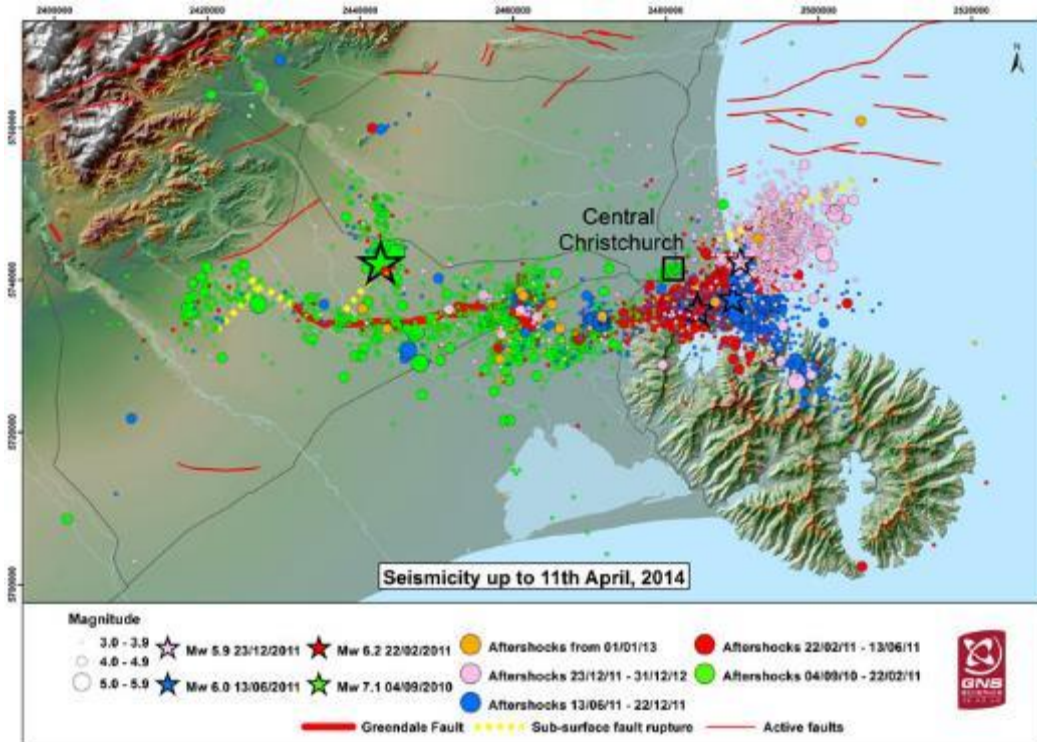 2400000 2420000 2440000 2460000 2480000 2500000 2520000
N
5760000
Central
Christchurch
5740000
5720000
5700000
Seismicity up to 11th April, 2014
Magnitude
3.0 - 3.9
4.0 - 4.9
5.0 - 5.9
Mw 5.9 23/12/2011
Mw 6.0 13/06/2011
Mw 6.2 22/02/2011
Mw 7.1 04/09/2010
Aftershocks from 01/01/13
Aftershocks 23/12/11 - 31/12/12
Aftershocks 13/06/11 - 22/12/11
Aftershocks 22/02/11 - 13/06/11
Aftershocks 04/09/10 - 22/02/11
Greendale Fault
Sub-surface fault rupture
Active faults
GNS
SCIENCE